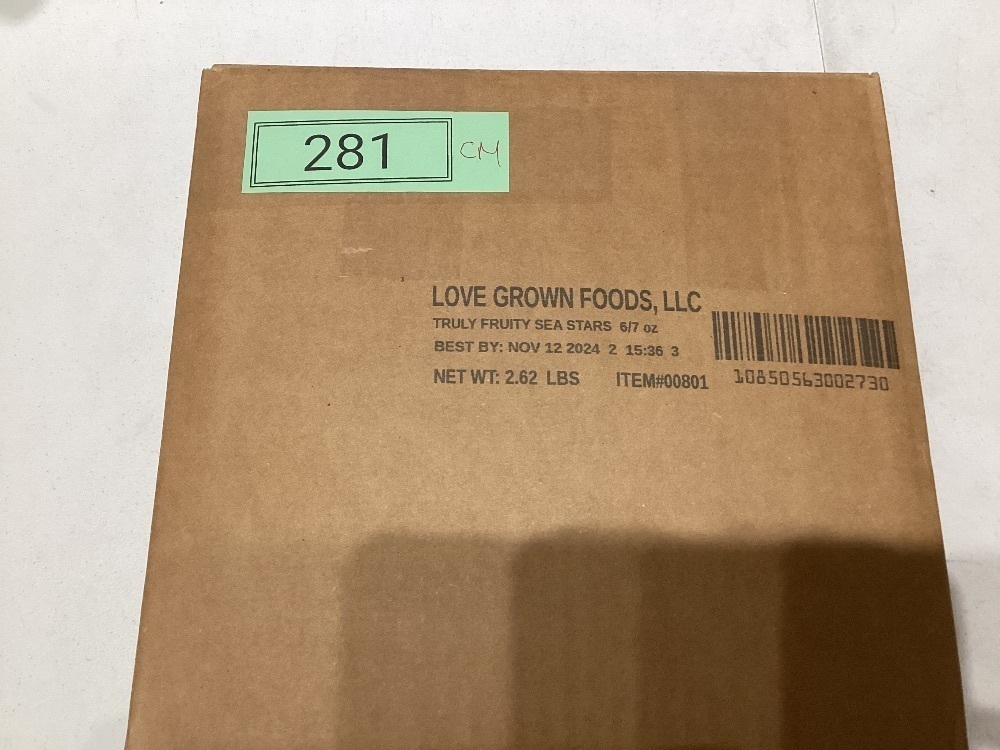 281 CM
LOVE GROWN FOODS, LLC
TRULY FRUITY SEA STARS 6/7 oz
BEST BY: NOV 12 2024 2 15:36 3
NET WT: 2.62 LBS ITEM#00801
10850563002730